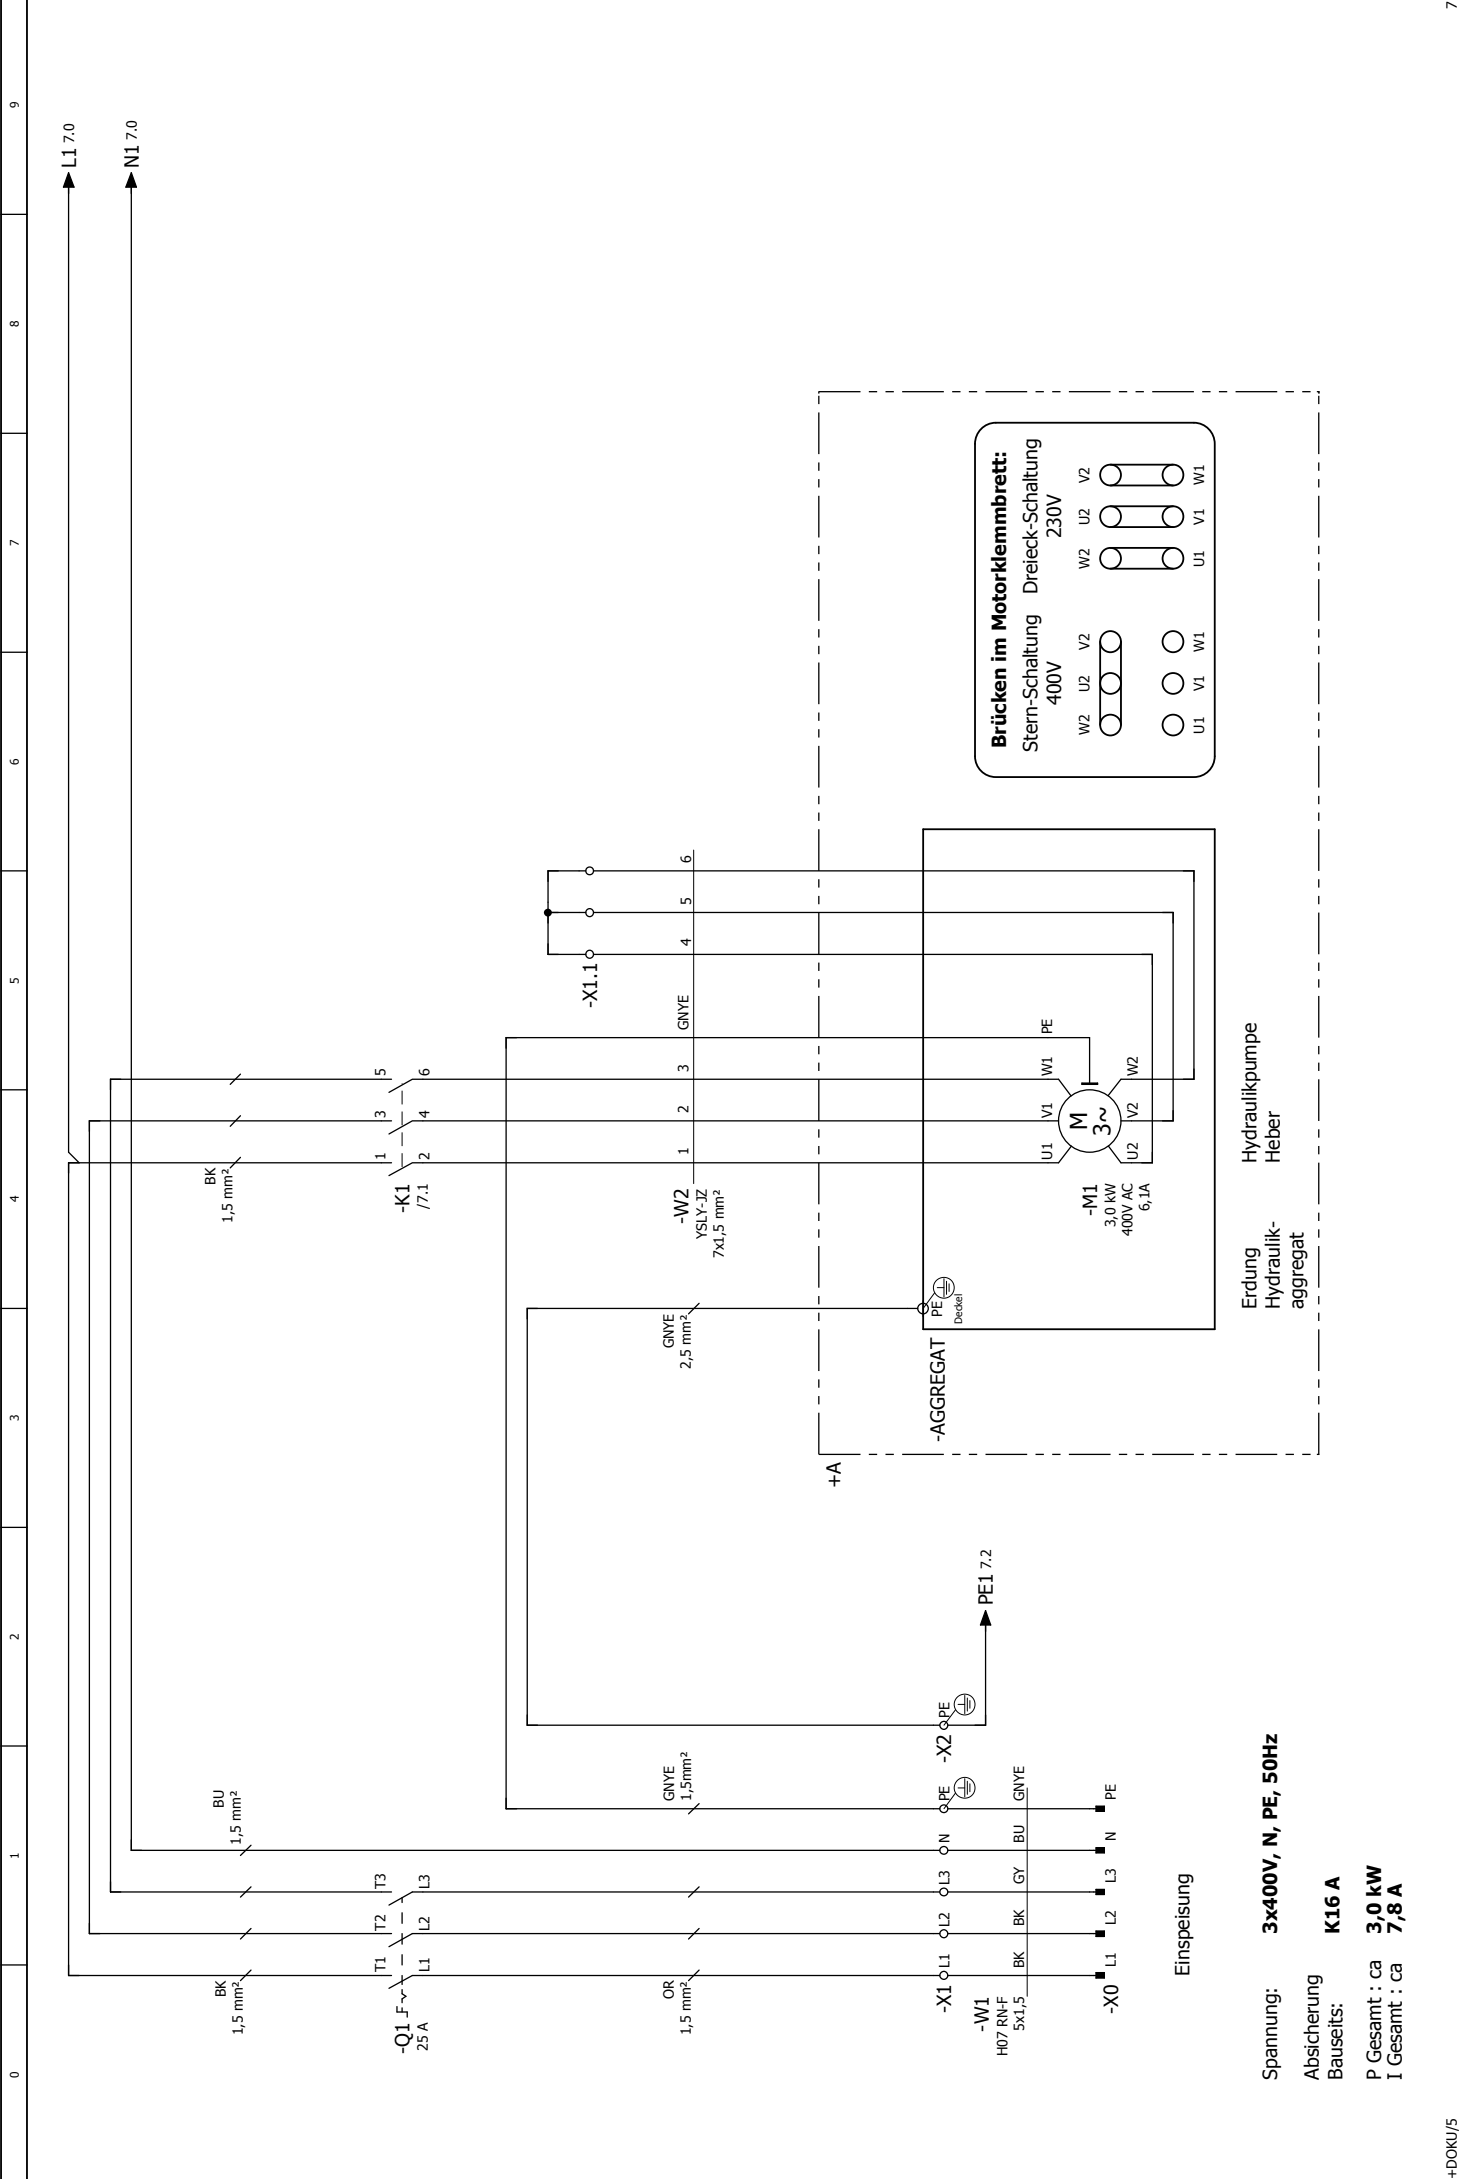 0 1 2 3 4 5 6 7 8 9
L1 7.0
N1 7.0
BK
1,5 mm²
BU
1,5 mm²
BK
1,5 mm²
-Q1
25 A
T1 T2 T3
L1 L2 L3
-K1
/7.1
1 3 5
2 4 6
-X1.1
OR
1,5 mm²
GNYE
1,5mm²
GNYE
2,5 mm²
-W2
YSLY-JZ
7x1,5 mm²
1 2 3 GNYE 4 5 6
+A
-X1 L1 L2 L3 N PE
-X2 PE
PE1 7.2
-W1
H07 RN-F
5x1,5
BK BK GY BU GNYE
-X0 L1 L2 L3 N PE
Einspeisung
-AGGREGAT
PE
Deckel
-M1
3,0 kW
400V AC
6,1A
U1 V1 W1 PE
M
3~
U2 V2 W2
Brücken im Motorklemmbrett:
Stern-Schaltung
400V
W2 U2 V2
U1 V1 W1
Dreieck-Schaltung
230V
W2 U2 V2
U1 V1 W1
Erdung
Hydraulik-
aggregat
Hydraulikpumpe
Heber
Spannung: 3x400V, N, PE, 50Hz
Absicherung
Bauseits: K16 A
P Gesamt : ca 3,0 kW
I Gesamt : ca 7,8 A
+DOKU/5
7